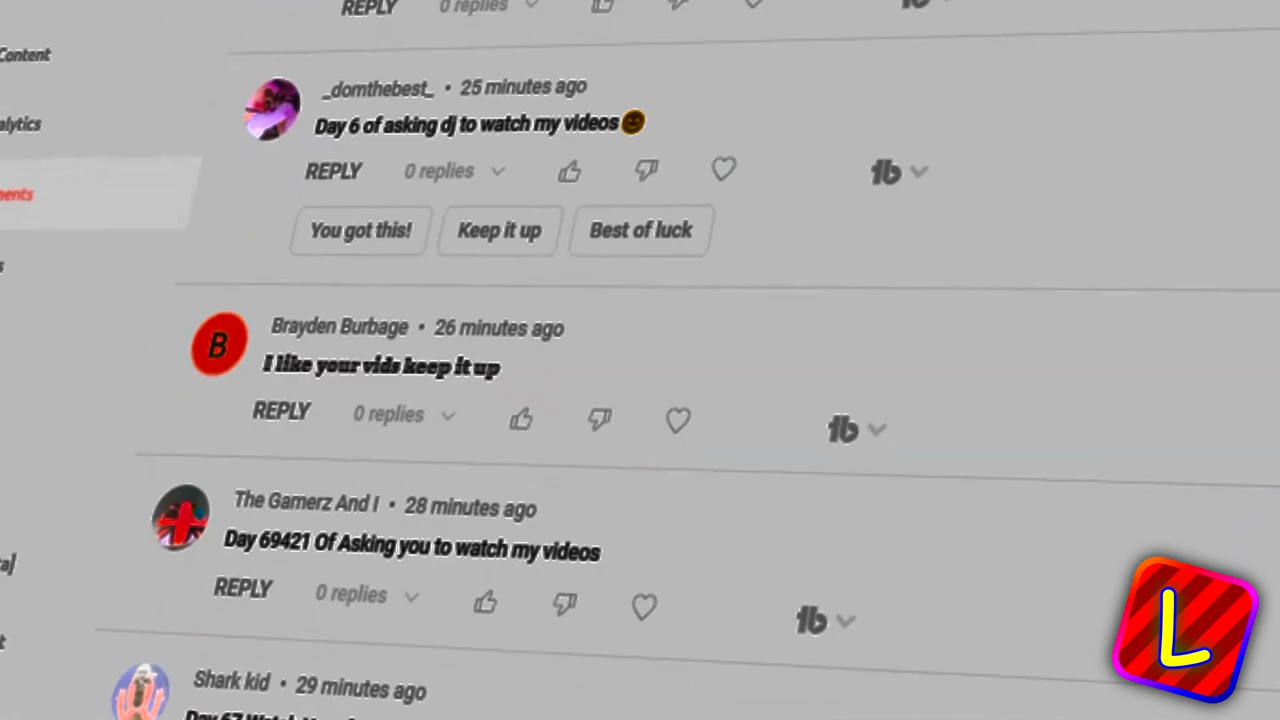 REPLY 0 replies
Content
_domthebest_ • 25 minutes ago
Day 6 of asking dj to watch my videos
alytics
REPLY 0 replies
ments
You got this! Keep it up Best of luck
s
B
Brayden Burbage • 26 minutes ago
I like your vids keep it up
REPLY 0 replies
The Gamerz And I • 28 minutes ago
Day 69421 Of Asking you to watch my videos
ta]
REPLY 0 replies
t
L
Shark kid • 29 minutes ago
Day 67